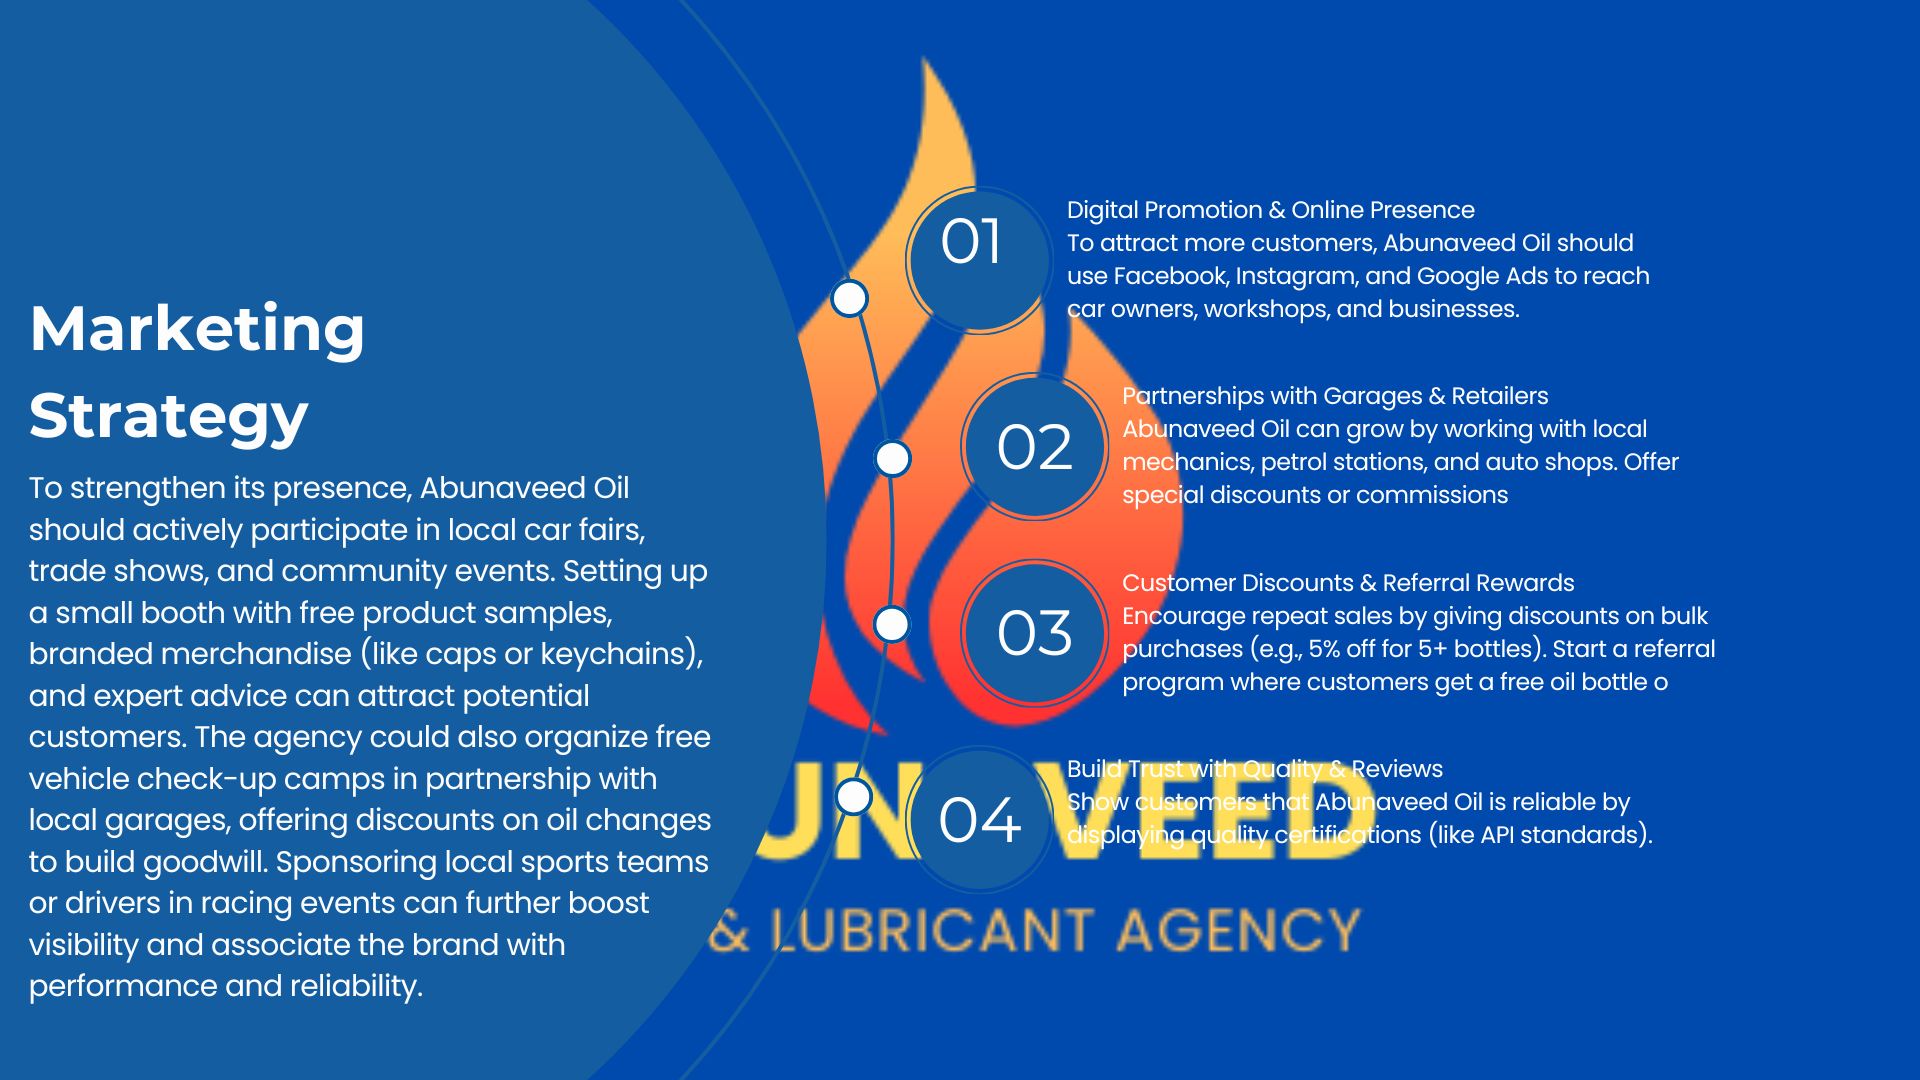 Marketing
Strategy
To strengthen its presence, Abunaveed Oil
should actively participate in local car fairs,
trade shows, and community events. Setting up
a small booth with free product samples,
branded merchandise (like caps or keychains),
and expert advice can attract potential
customers. The agency could also organize free
vehicle check-up camps in partnership with
local garages, offering discounts on oil changes
to build goodwill. Sponsoring local sports teams
or drivers in racing events can further boost
visibility and associate the brand with
performance and reliability.
01
Digital Promotion & Online Presence
To attract more customers, Abunaveed Oil should
use Facebook, Instagram, and Google Ads to reach
car owners, workshops, and businesses.
02
Partnerships with Garages & Retailers
Abunaveed Oil can grow by working with local
mechanics, petrol stations, and auto shops. Offer
special discounts or commissions
03
Customer Discounts & Referral Rewards
Encourage repeat sales by giving discounts on bulk
purchases (e.g., 5% off for 5+ bottles). Start a referral
program where customers get a free oil bottle o
04
Build Trust with Quality & Reviews
Show customers that Abunaveed Oil is reliable by
displaying quality certifications (like API standards).
UN VEED
& LUBRICANT AGENCY